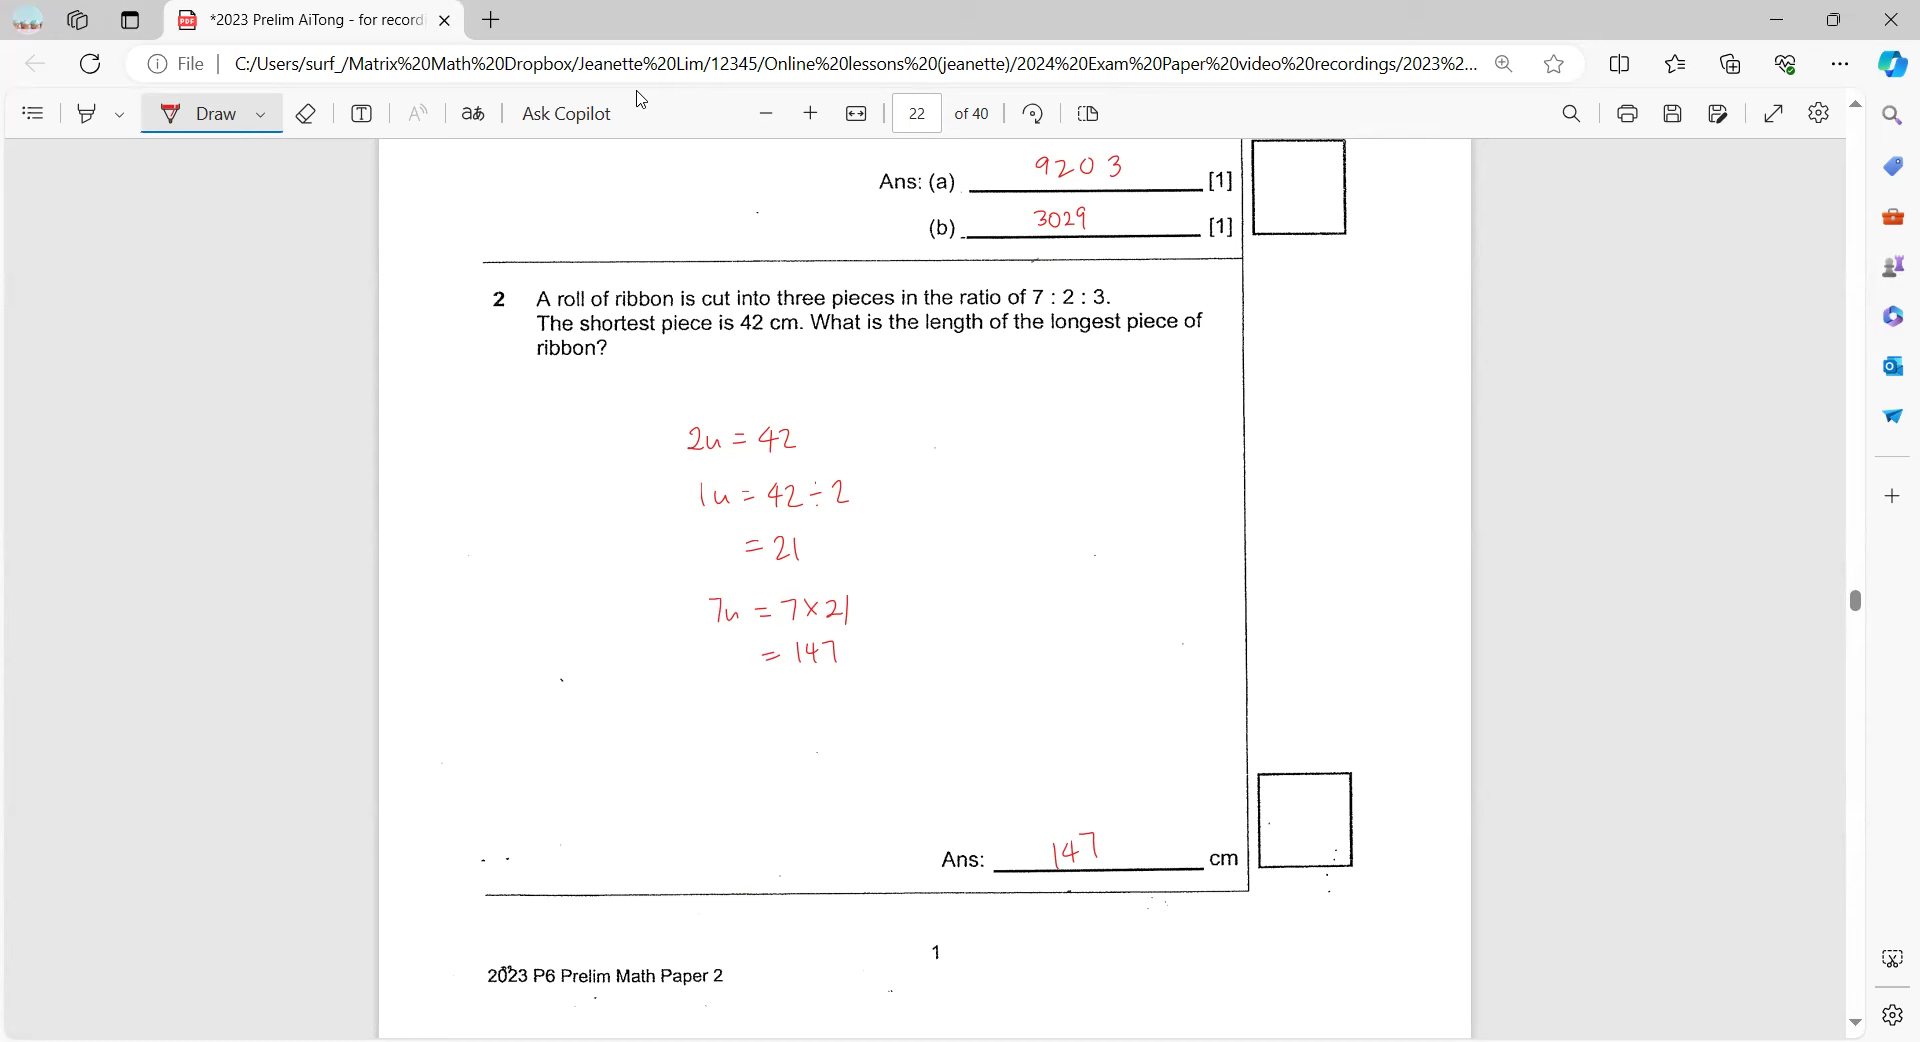 *2023 Prelim AiTong - for recordi
File
C:/Users/surf_/Matrix%20Math%20Dropbox/Jeanette%20Lim/12345/Online%20lessons%20(jeanette)/2024%20Exam%20Paper%20video%20recordings/2023%2...
Draw
T
A
aあ
Ask Copilot
22
of 40
Ans: (a) 9203 [1]
(b) 3029 [1]
2 A roll of ribbon is cut into three pieces in the ratio of 7 : 2 : 3.
The shortest piece is 42 cm. What is the length of the longest piece of
ribbon?
2u = 42
1u = 42 ÷ 2
= 21
7u = 7 × 21
= 147
Ans: 147 cm
1
2023 P6 Prelim Math Paper 2